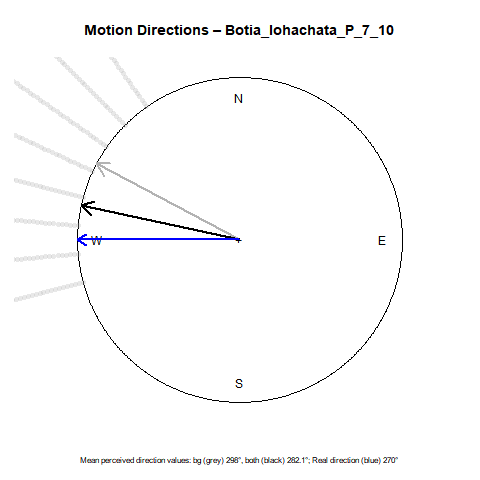 Motion Directions – Botia_lohachata_P_7_10
N
W
E
S
Mean perceived direction values: bg (grey) 298°, both (black) 282.1°; Real direction (blue) 270°